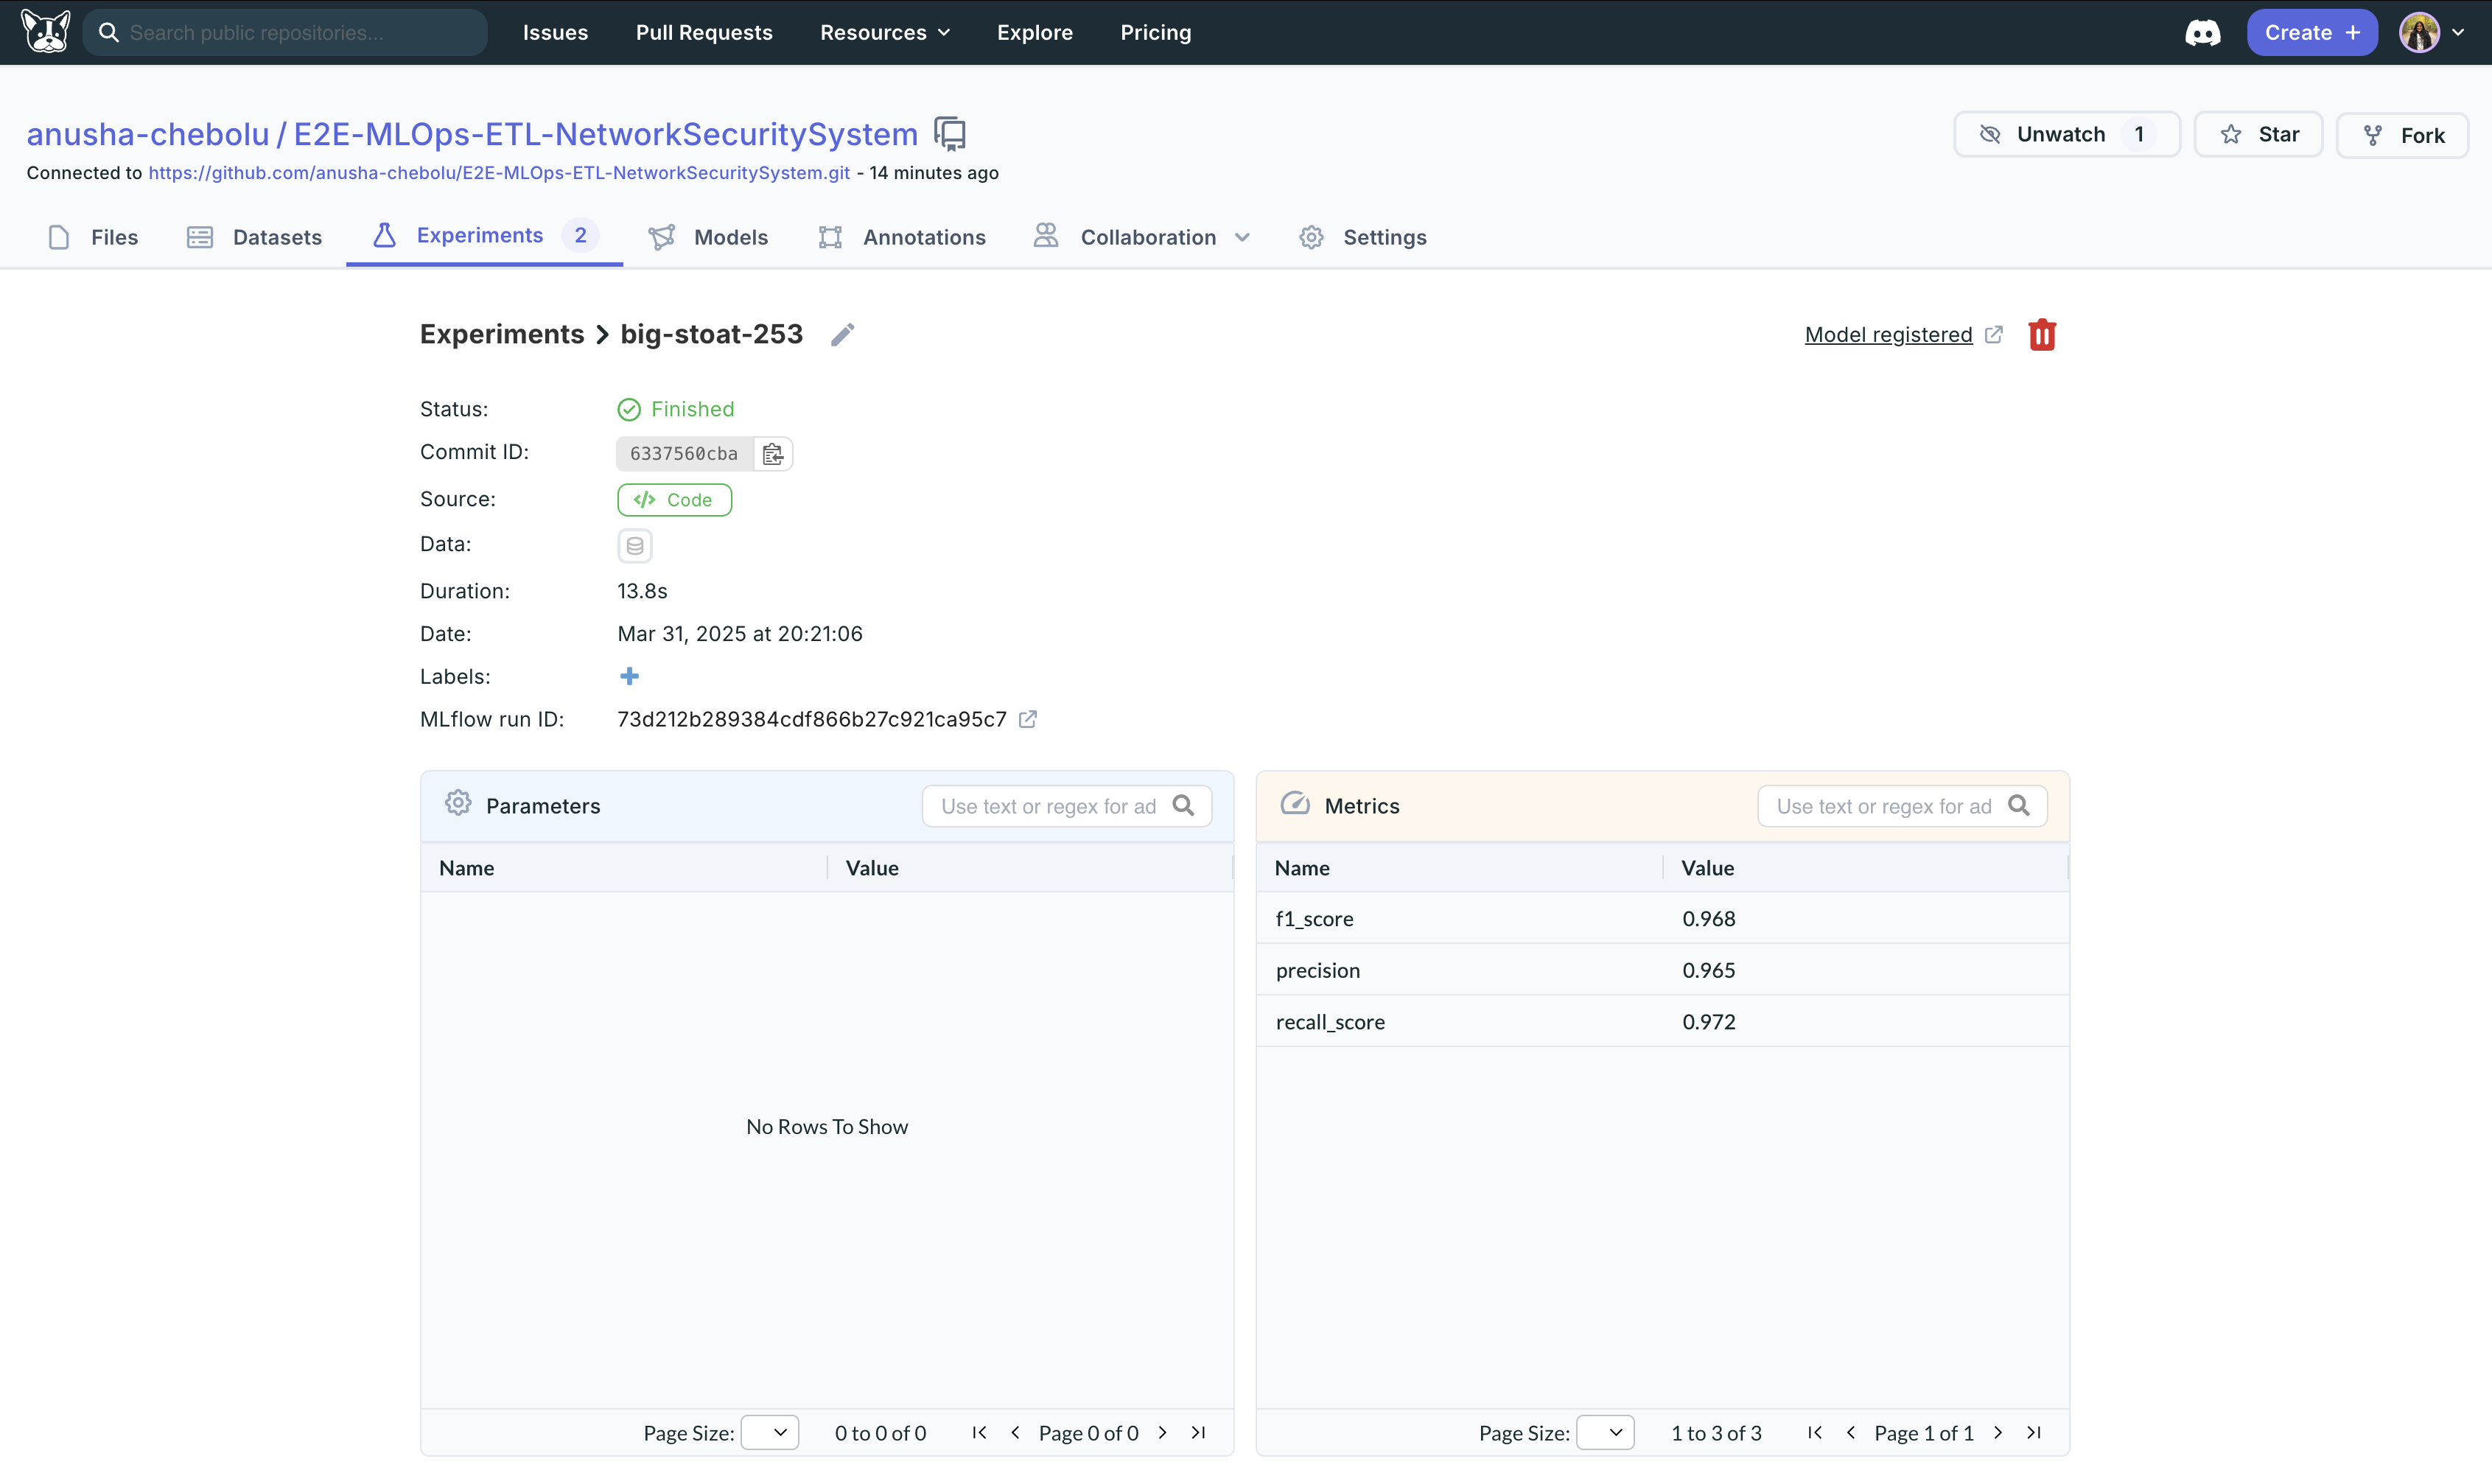 Search public repositories...
Issues
Pull Requests
Resources
Explore
Pricing
Create +
anusha-chebolu / E2E-MLOps-ETL-NetworkSecuritySystem
Unwatch 1
Star
Fork
Connected to https://github.com/anusha-chebolu/E2E-MLOps-ETL-NetworkSecuritySystem.git - 14 minutes ago
Files
Datasets
Experiments 2
Models
Annotations
Collaboration
Settings
Experiments > big-stoat-253
Model registered
Status: Finished
Commit ID: 6337560cba
Source: </> Code
Data:
Duration: 13.8s
Date: Mar 31, 2025 at 20:21:06
Labels: +
MLflow run ID: 73d212b289384cdf866b27c921ca95c7
Parameters
Use text or regex for ad
Name Value
No Rows To Show
Page Size:
0 to 0 of 0
Page 0 of 0
Metrics
Use text or regex for ad
Name Value
f1_score 0.968
precision 0.965
recall_score 0.972
Page Size:
1 to 3 of 3
Page 1 of 1